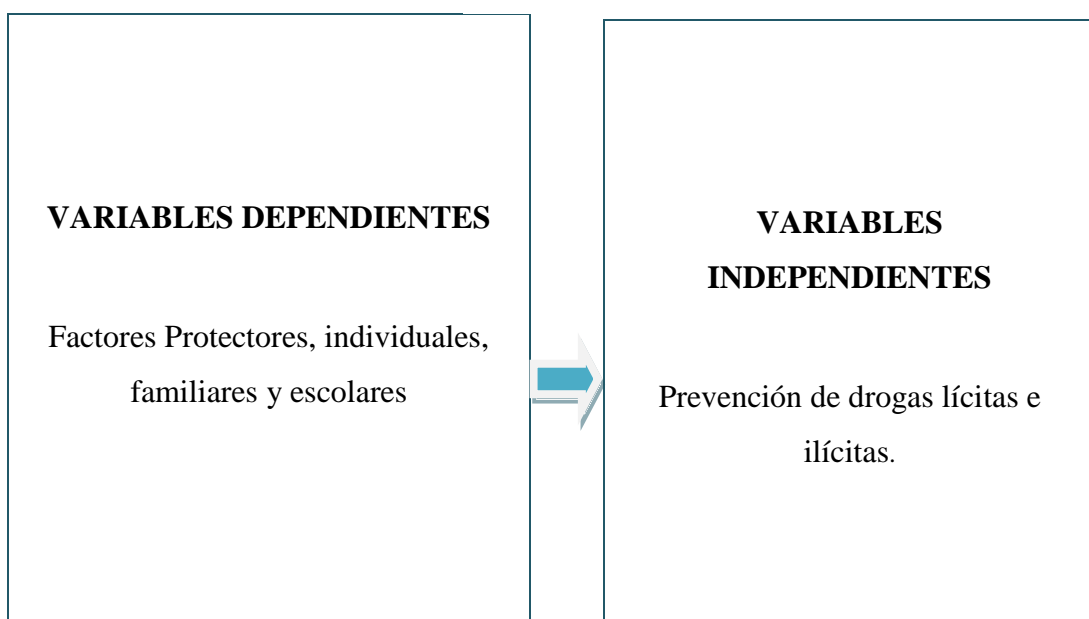 VARIABLES DEPENDIENTES
Factores Protectores, individuales,
familiares y escolares
VARIABLES
INDEPENDIENTES
Prevención de drogas lícitas e
ilícitas.